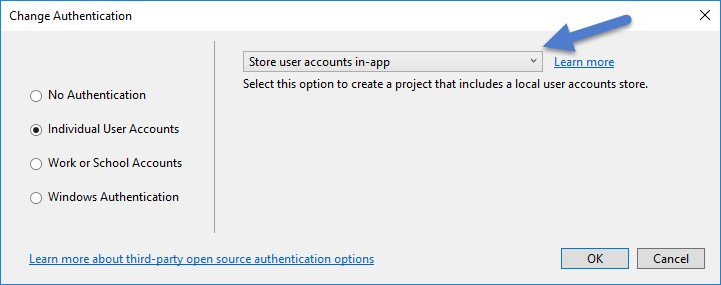 Change Authentication
Store user accounts in-app
Learn more
Select this option to create a project that includes a local user accounts store.
No Authentication
Individual User Accounts
Work or School Accounts
Windows Authentication
Learn more about third-party open source authentication options
OK
Cancel